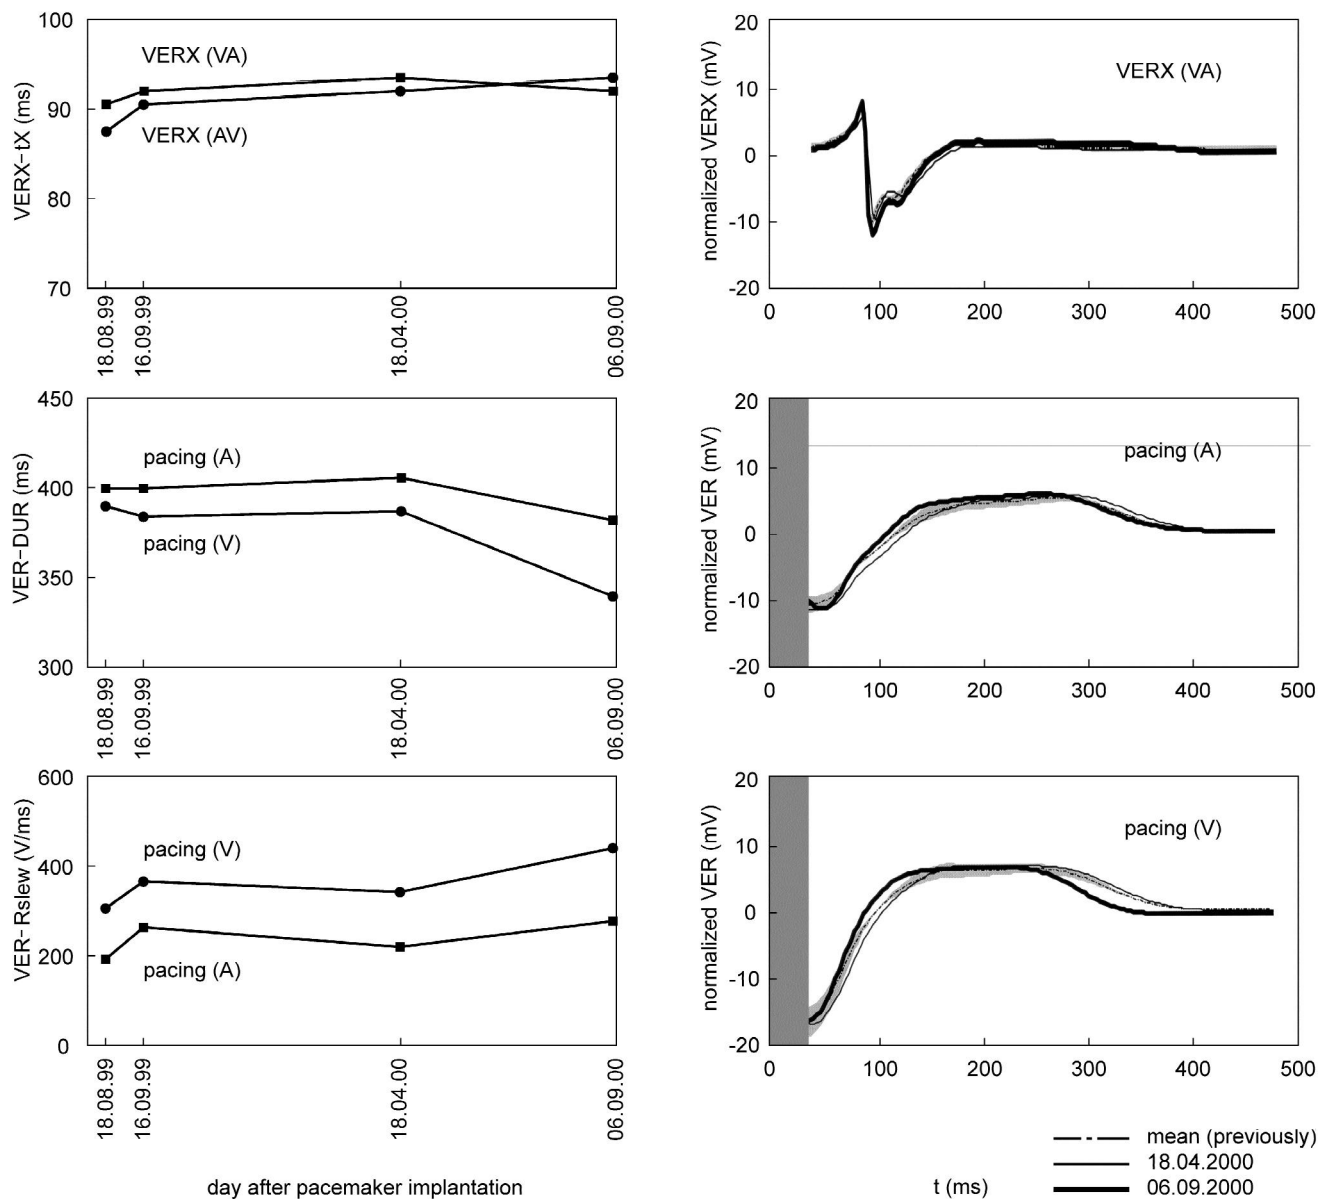 100
90
80
70
VERX-tX (ms)
VERX (VA)
VERX (AV)
18.08.99
16.09.99
18.04.00
06.09.00
20
10
0
-10
-20
normalized VERX (mV)
VERX (VA)
0 100 200 300 400 500
450
400
350
300
VER-DUR (ms)
pacing (A)
pacing (V)
18.08.99
16.09.99
18.04.00
06.09.00
20
10
0
-10
-20
normalized VER (mV)
pacing (A)
0 100 200 300 400 500
600
400
200
0
VER- Rslew (V/ms)
pacing (V)
pacing (A)
18.08.99
16.09.99
18.04.00
06.09.00
day after pacemaker implantation
20
10
0
-10
-20
normalized VER (mV)
pacing (V)
0 100 200 300 400 500
t (ms)
mean (previously)
18.04.2000
06.09.2000